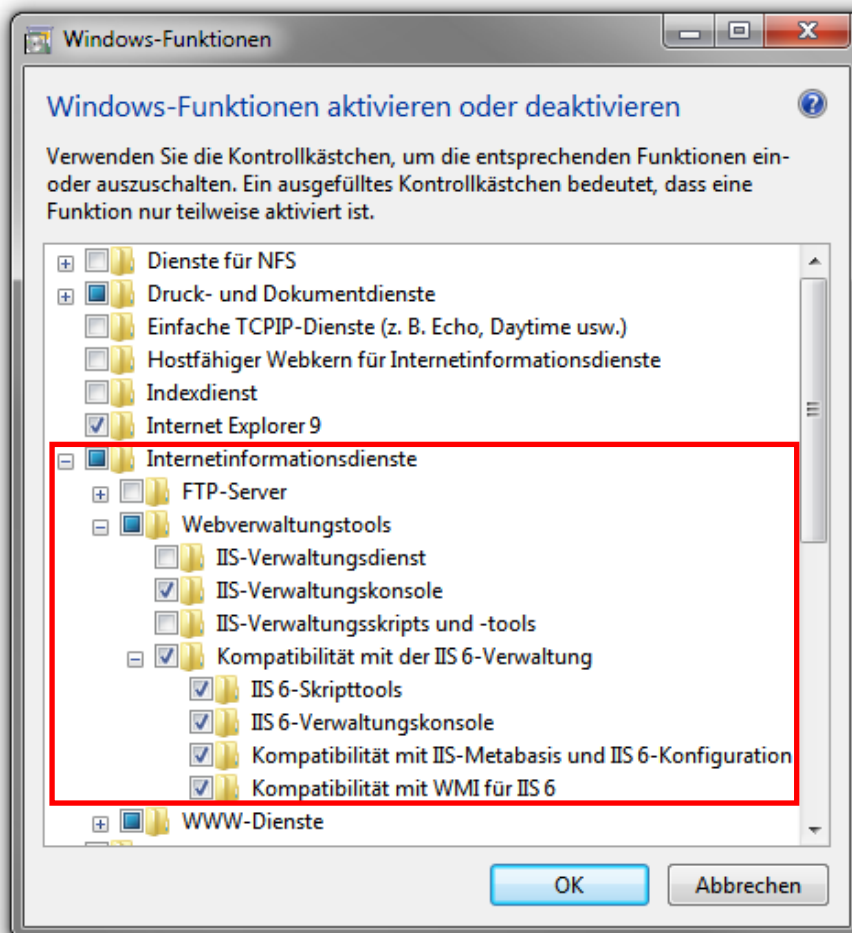 Windows-Funktionen
Windows-Funktionen aktivieren oder deaktivieren
Verwenden Sie die Kontrollkästchen, um die entsprechenden Funktionen ein-
oder auszuschalten. Ein ausgefülltes Kontrollkästchen bedeutet, dass eine
Funktion nur teilweise aktiviert ist.
Dienste für NFS
Druck- und Dokumentdienste
Einfache TCPIP-Dienste (z. B. Echo, Daytime usw.)
Hostfähiger Webkern für Internetinformationsdienste
Indexdienst
Internet Explorer 9
Internetinformationsdienste
FTP-Server
Webverwaltungstools
IIS-Verwaltungsdienst
IIS-Verwaltungskonsole
IIS-Verwaltungsskripts und -tools
Kompatibilität mit der IIS 6-Verwaltung
IIS 6-Skripttools
IIS 6-Verwaltungskonsole
Kompatibilität mit IIS-Metabasis und IIS 6-Konfiguration
Kompatibilität mit WMI für IIS 6
WWW-Dienste
OK
Abbrechen